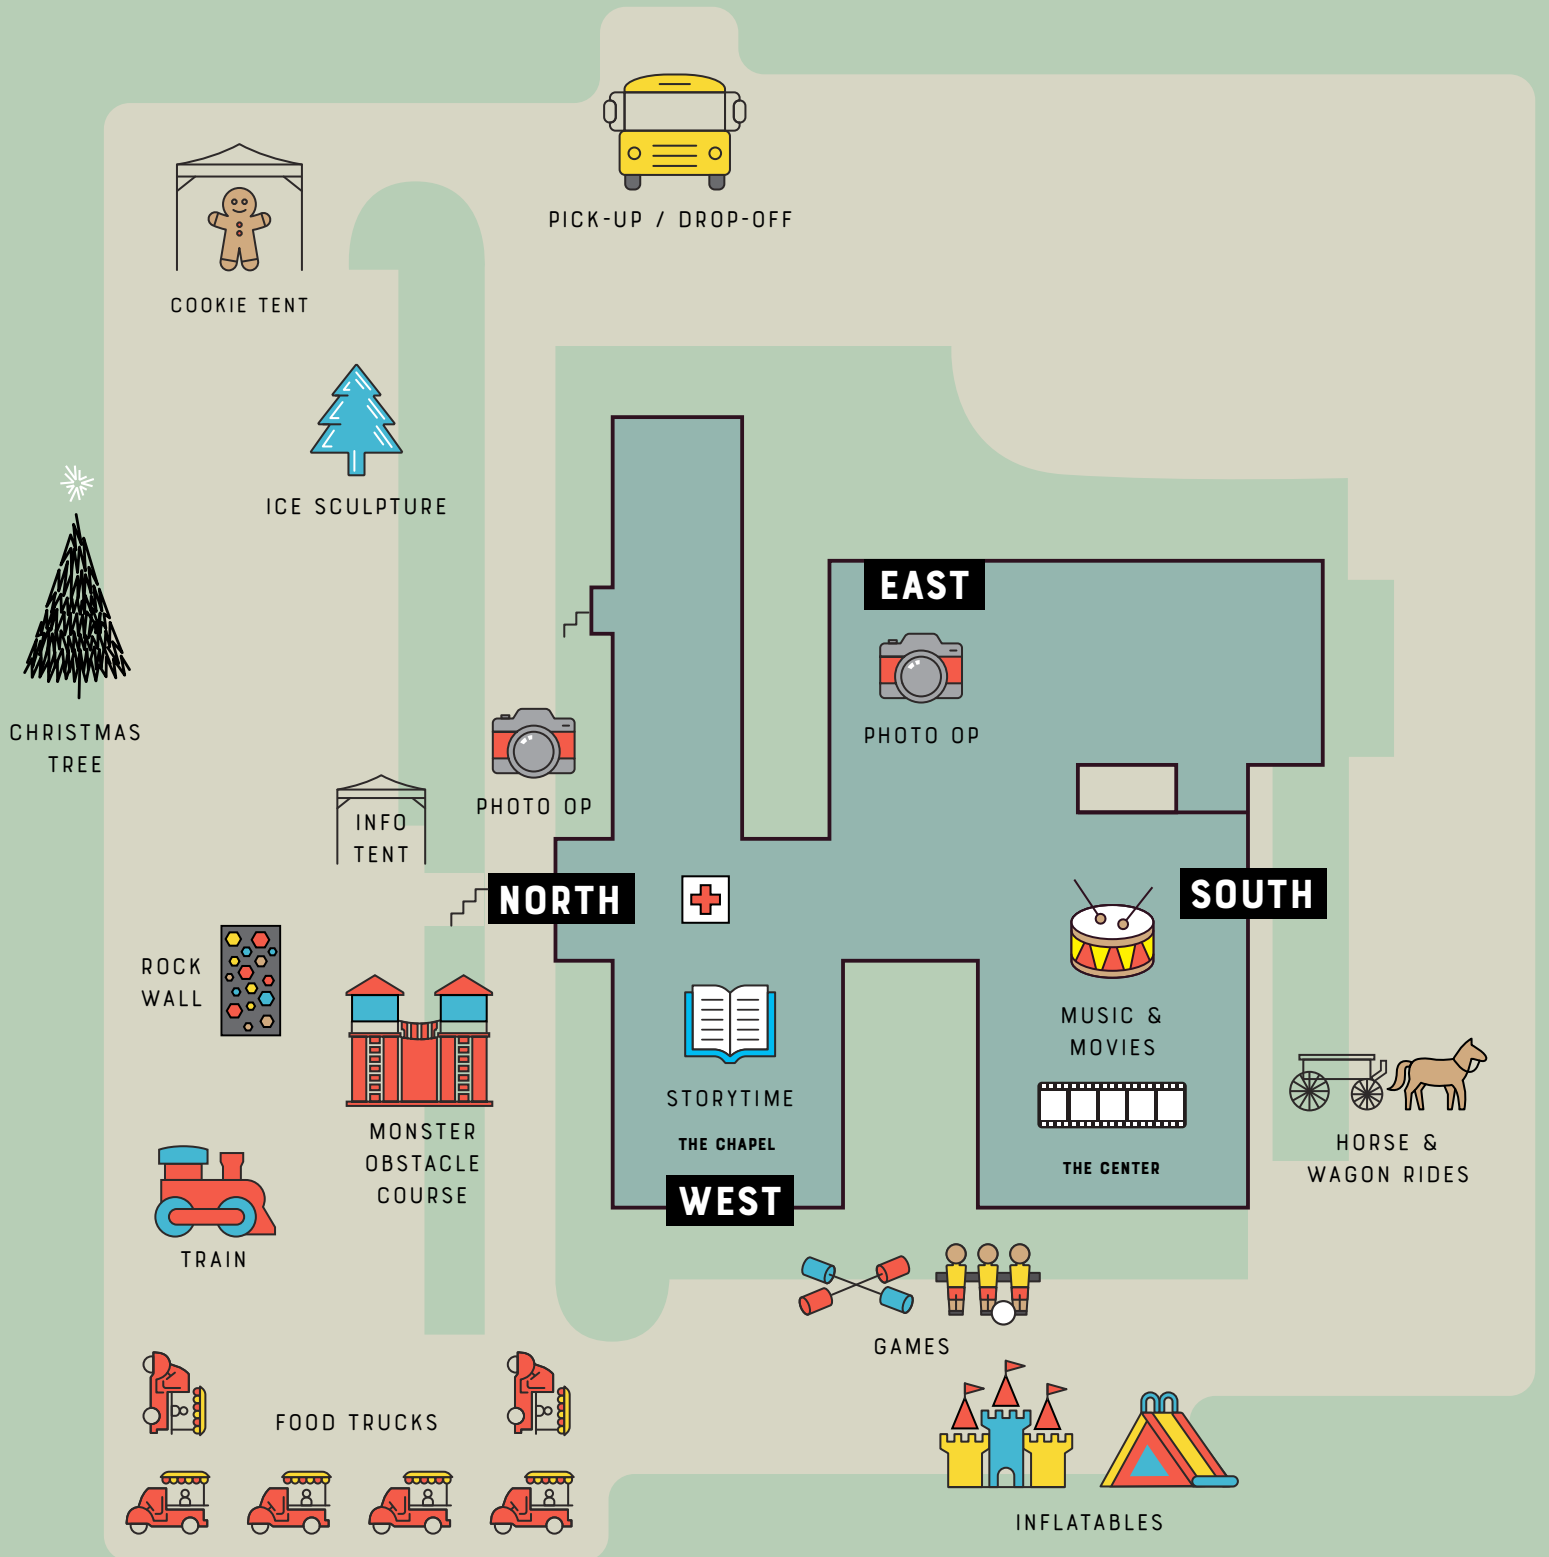 PICK-UP / DROP-OFF
COOKIE TENT
ICE SCULPTURE
EAST
CHRISTMAS
TREE
PHOTO OP
PHOTO OP
INFO
TENT
NORTH
SOUTH
ROCK
WALL
MUSIC &
MOVIES
STORYTIME
THE CHAPEL
MONSTER
OBSTACLE
COURSE
THE CENTER
HORSE &
WAGON RIDES
WEST
TRAIN
GAMES
FOOD TRUCKS
INFLATABLES